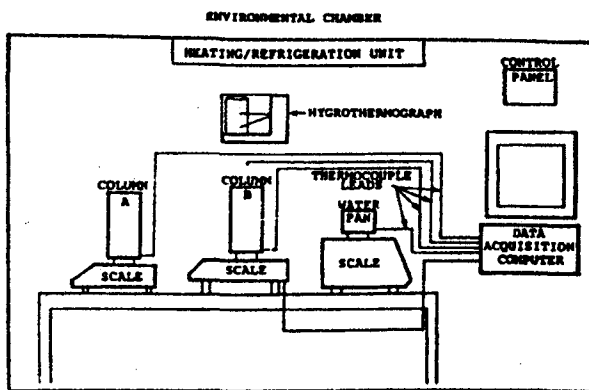 ENVIRONMENTAL CHAMBER
HEATING/REFRIGERATION UNIT
CONTROL
PANEL
HYGROTHERMOGRAPH
COLUMN
A
COLUMN
B
THERMOCOUPLE
LEADS
WATER
PAN
DATA
ACQUISITION
COMPUTER
SCALE
SCALE
SCALE